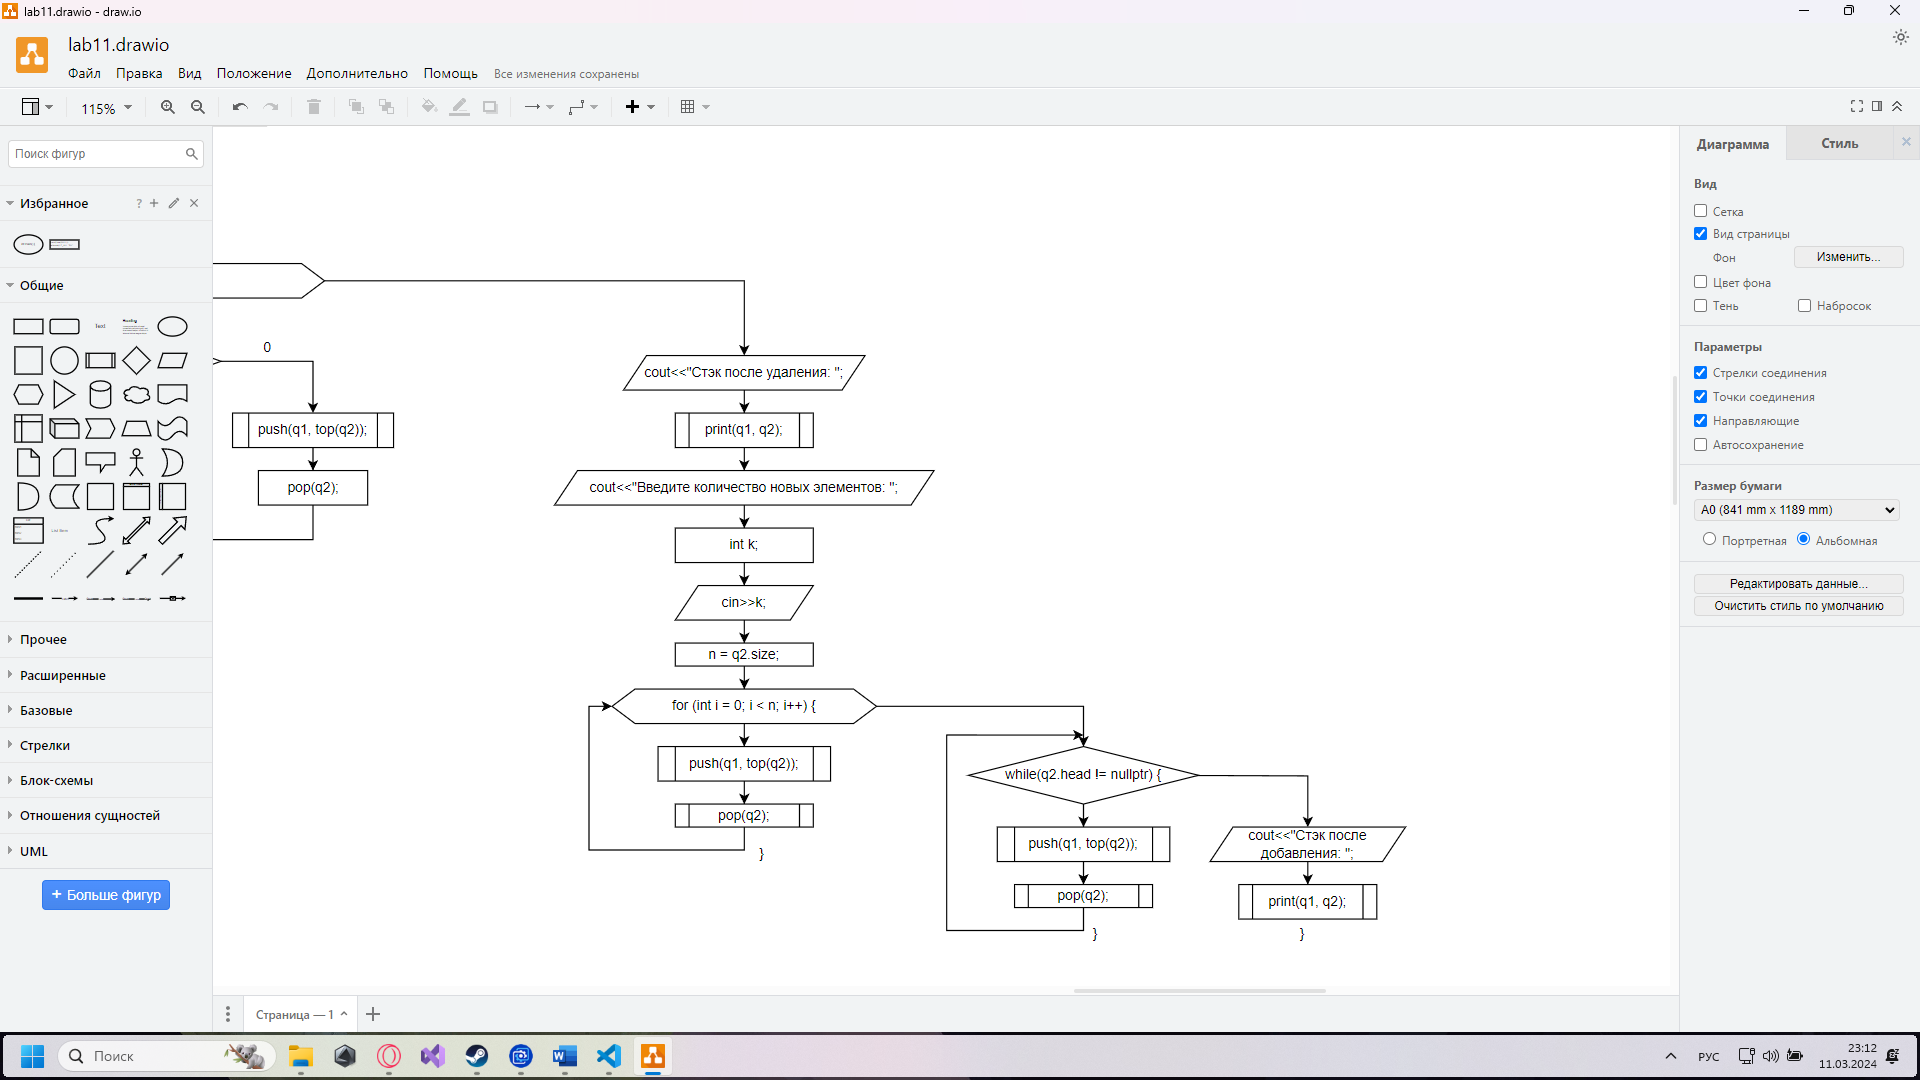 lab11.drawio - draw.io
lab11.drawio
Файл Правка Вид Положение Дополнительно Помощь Все изменения сохранены
115%
Поиск фигур
Избранное
?
Общие
Text
Heading
List Item
Прочее
Расширенные
Базовые
Стрелки
Блок-схемы
Отношения сущностей
UML
+ Больше фигур
0
push(q1, top(q2));
pop(q2);
cout<<"Стэк после удаления: ";
print(q1, q2);
cout<<"Введите количество новых элементов: ";
int k;
cin>>k;
n = q2.size;
for (int i = 0; i < n; i++) {
push(q1, top(q2));
pop(q2);
}
while(q2.head != nullptr) {
push(q1, top(q2));
pop(q2);
}
cout<<"Стэк после
добавления: ";
print(q1, q2);
}
Диаграмма Стиль
Вид
Сетка
Вид страницы
Фон Изменить...
Цвет фона
Тень Набросок
Параметры
Стрелки соединения
Точки соединения
Направляющие
Автосохранение
Размер бумаги
A0 (841 mm x 1189 mm)
Портретная Альбомная
Редактировать данные...
Очистить стиль по умолчанию
Страница — 1
Поиск
РУС
23:12
11.03.2024